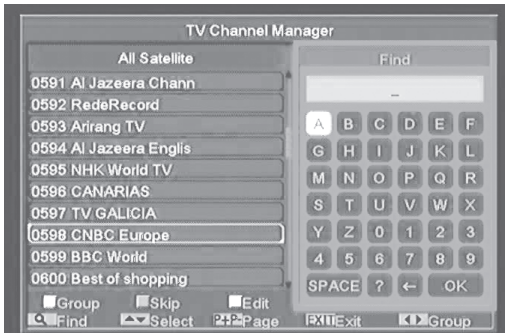 TV Channel Manager
All Satellite
0591 Al Jazeera Chann
0592 RedeRecord
0593 Arirang TV
0594 Al Jazeera Englis
0595 NHK World TV
0596 CANARIAS
0597 TV GALICIA
0598 CNBC Europe
0599 BBC World
0600 Best of shopping
Find
_
A B C D E F
G H I J K L
M N O P Q R
S T U V W X
Y Z 0 1 2 3
4 5 6 7 8 9
SPACE ? ← OK
Group Skip Edit
Find Select P+P- Page EXIT Exit Group